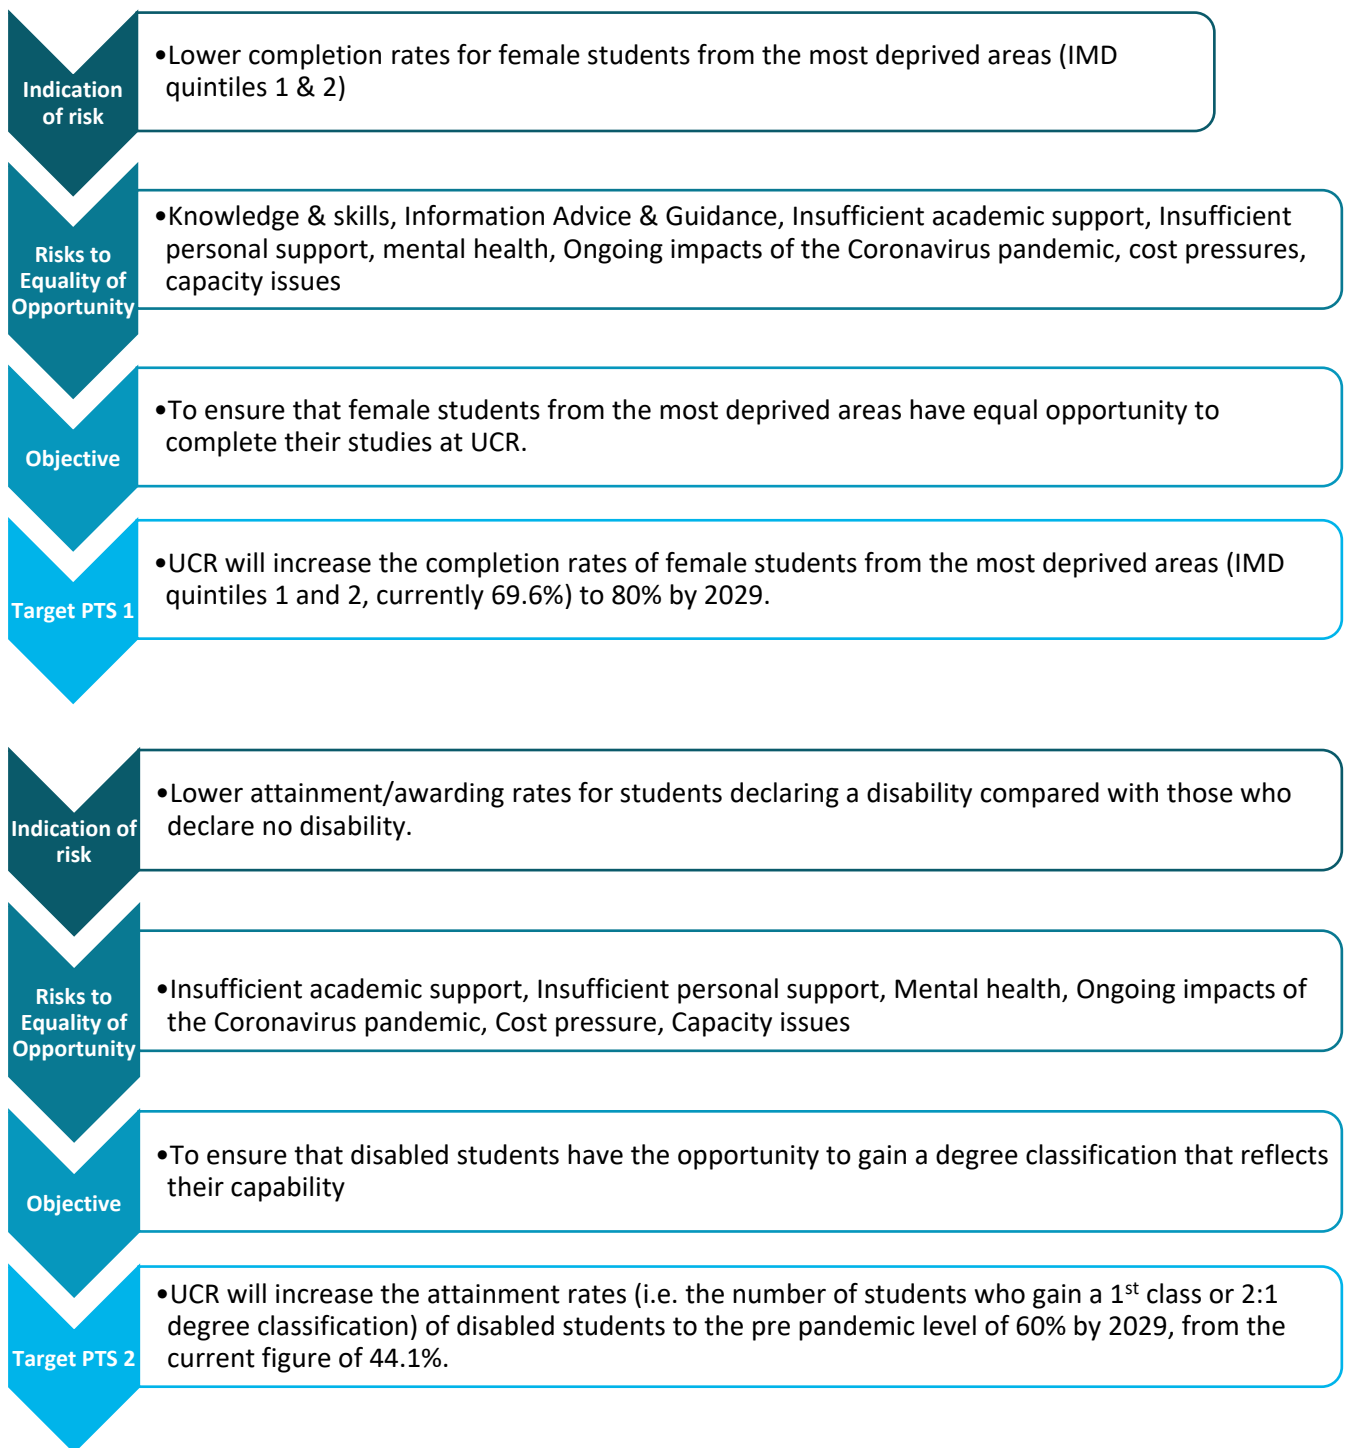 Indication
of risk
•Lower completion rates for female students from the most deprived areas (IMD
quintiles 1 & 2)
Risks to
Equality of
Opportunity
•Knowledge & skills, Information Advice & Guidance, Insufficient academic support, Insufficient
personal support, mental health, Ongoing impacts of the Coronavirus pandemic, cost pressures,
capacity issues
Objective
•To ensure that female students from the most deprived areas have equal opportunity to
complete their studies at UCR.
Target PTS 1
•UCR will increase the completion rates of female students from the most deprived areas (IMD
quintiles 1 and 2, currently 69.6%) to 80% by 2029.
Indication of
risk
•Lower attainment/awarding rates for students declaring a disability compared with those who
declare no disability.
Risks to
Equality of
Opportunity
•Insufficient academic support, Insufficient personal support, Mental health, Ongoing impacts of
the Coronavirus pandemic, Cost pressure, Capacity issues
Objective
•To ensure that disabled students have the opportunity to gain a degree classification that reflects
their capability
Target PTS 2
•UCR will increase the attainment rates (i.e. the number of students who gain a 1st class or 2:1
degree classification) of disabled students to the pre pandemic level of 60% by 2029, from the
current figure of 44.1%.